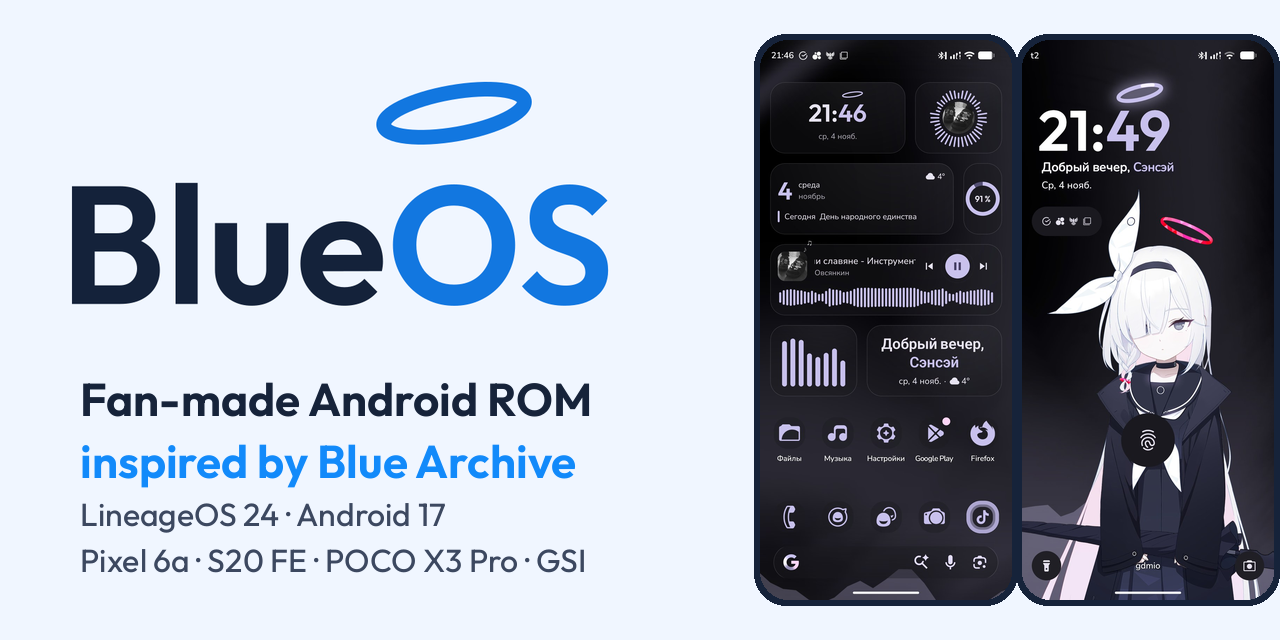 BlueOS
Fan-made Android ROM
inspired by Blue Archive
LineageOS 24 · Android 17
Pixel 6a · S20 FE · POCO X3 Pro · GSI
21:46
21:46
ср, 4 нояб.
4 среда
ноябрь
4°
Сегодня День народного единства
91 %
и славяне - Инструмент
Овсянкин
Добрый вечер,
Сэнсэй
ср, 4 нояб. · 4°
Файлы Музыка Настройки Google Play Firefox
G
t2
21:49
Добрый вечер, Сэнсэй
Ср, 4 нояб.
gdmio